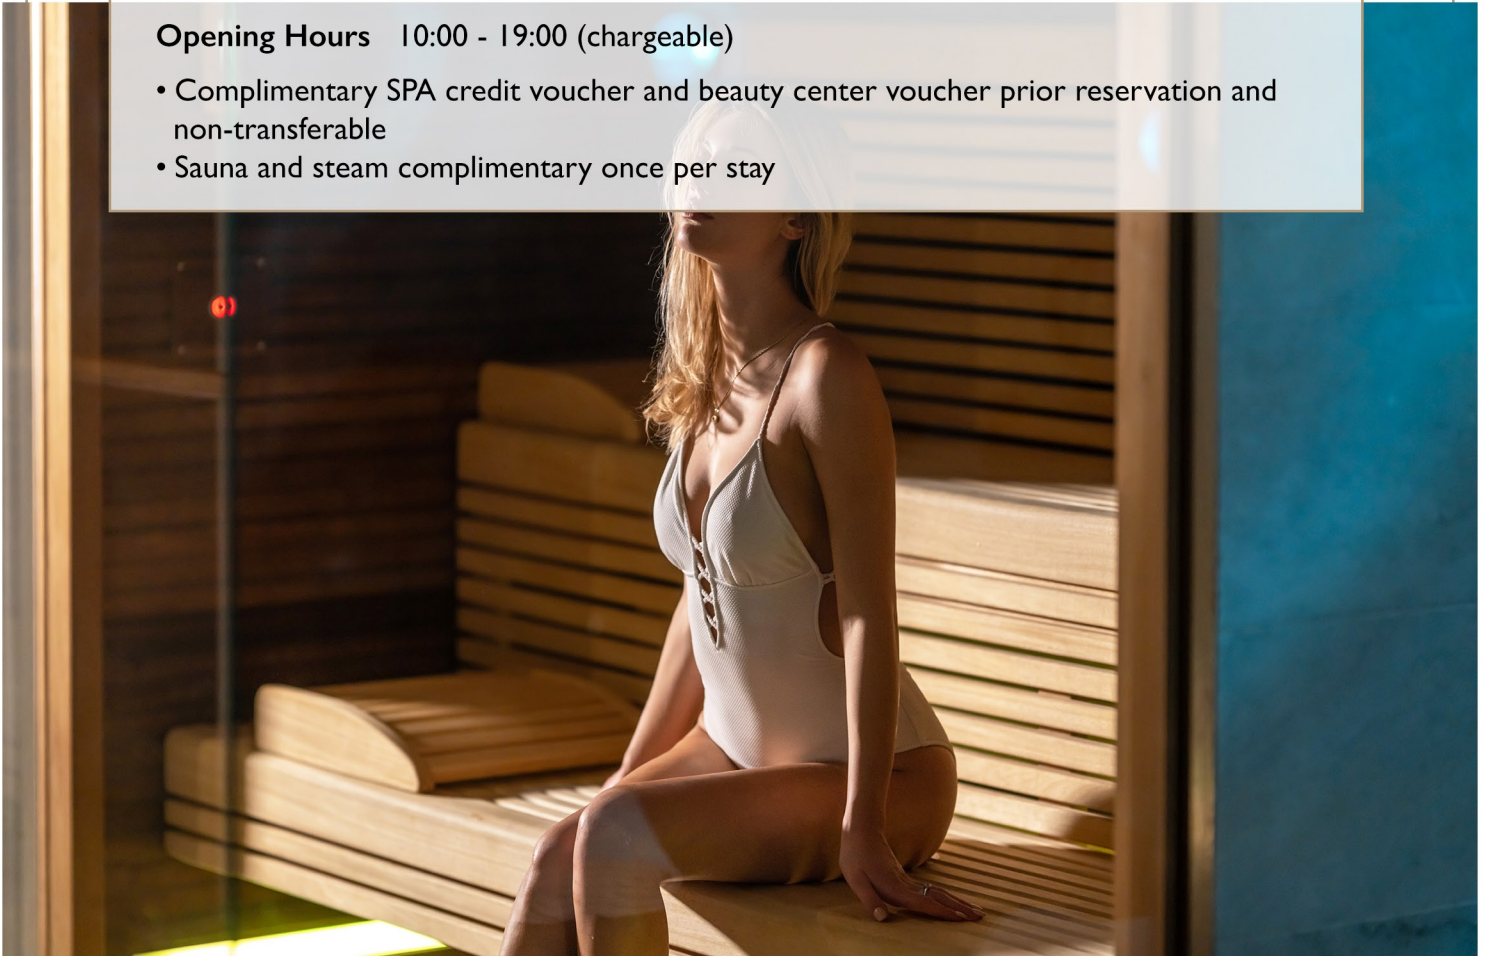 Opening Hours 10:00 - 19:00 (chargeable)
• Complimentary SPA credit voucher and beauty center voucher prior reservation and
non-transferable
• Sauna and steam complimentary once per stay